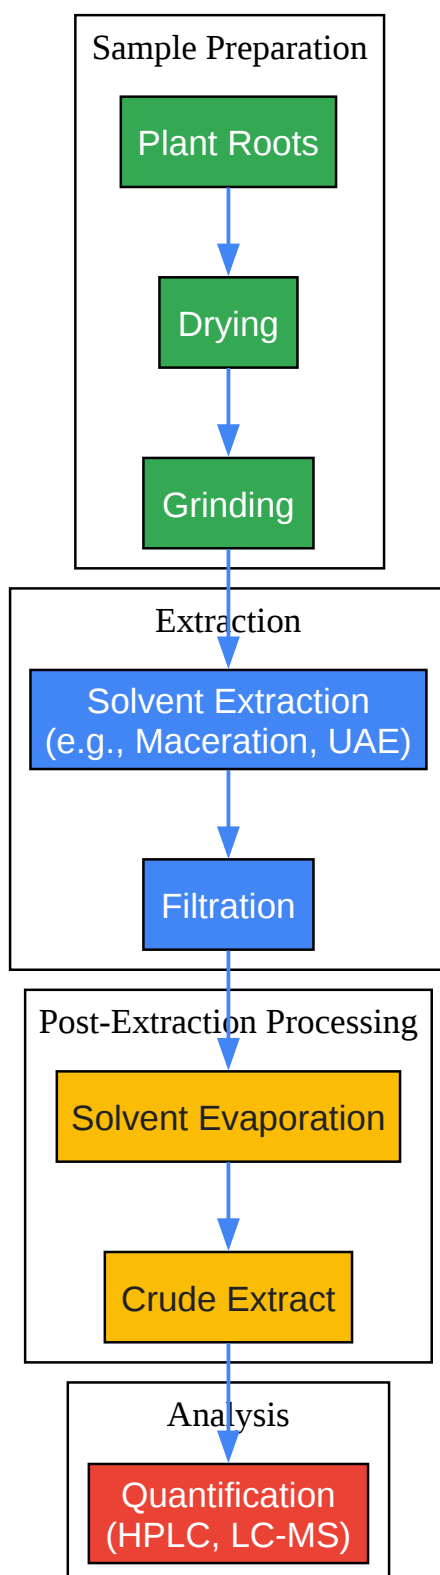 Sample Preparation
Plant Roots
Drying
Grinding
Extraction
Solvent Extraction
(e.g., Maceration, UAE)
Filtration
Post-Extraction Processing
Solvent Evaporation
Crude Extract
Analysis
Quantification
(HPLC, LC-MS)